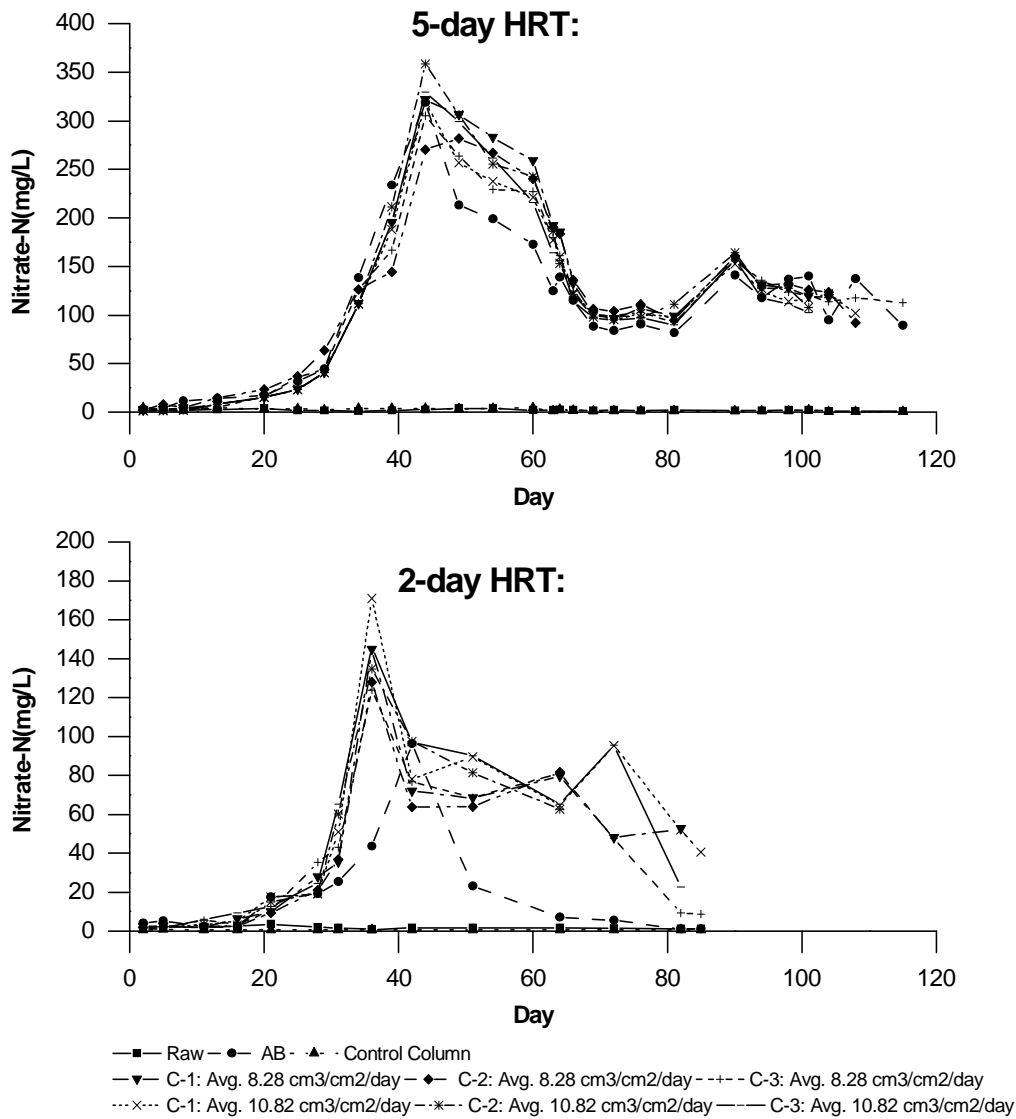 5-day HRT:
400
350
300
250
200
150
100
50
0
Nitrate-N(mg/L)
0 20 40 60 80 100 120
Day
2-day HRT:
200
180
160
140
120
100
80
60
40
20
0
Nitrate-N(mg/L)
0 20 40 60 80 100 120
Day
Raw AB Control Column
C-1: Avg. 8.28 cm3/cm2/day C-2: Avg. 8.28 cm3/cm2/day C-3: Avg. 8.28 cm3/cm2/day
C-1: Avg. 10.82 cm3/cm2/day C-2: Avg. 10.82 cm3/cm2/day C-3: Avg. 10.82 cm3/cm2/day